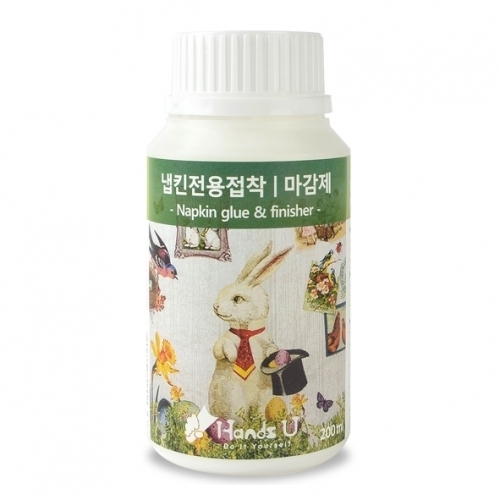 냅킨전용접착 | 마감제
- Napkin glue & finisher -
Hands U
Do It Yourself
200 ml